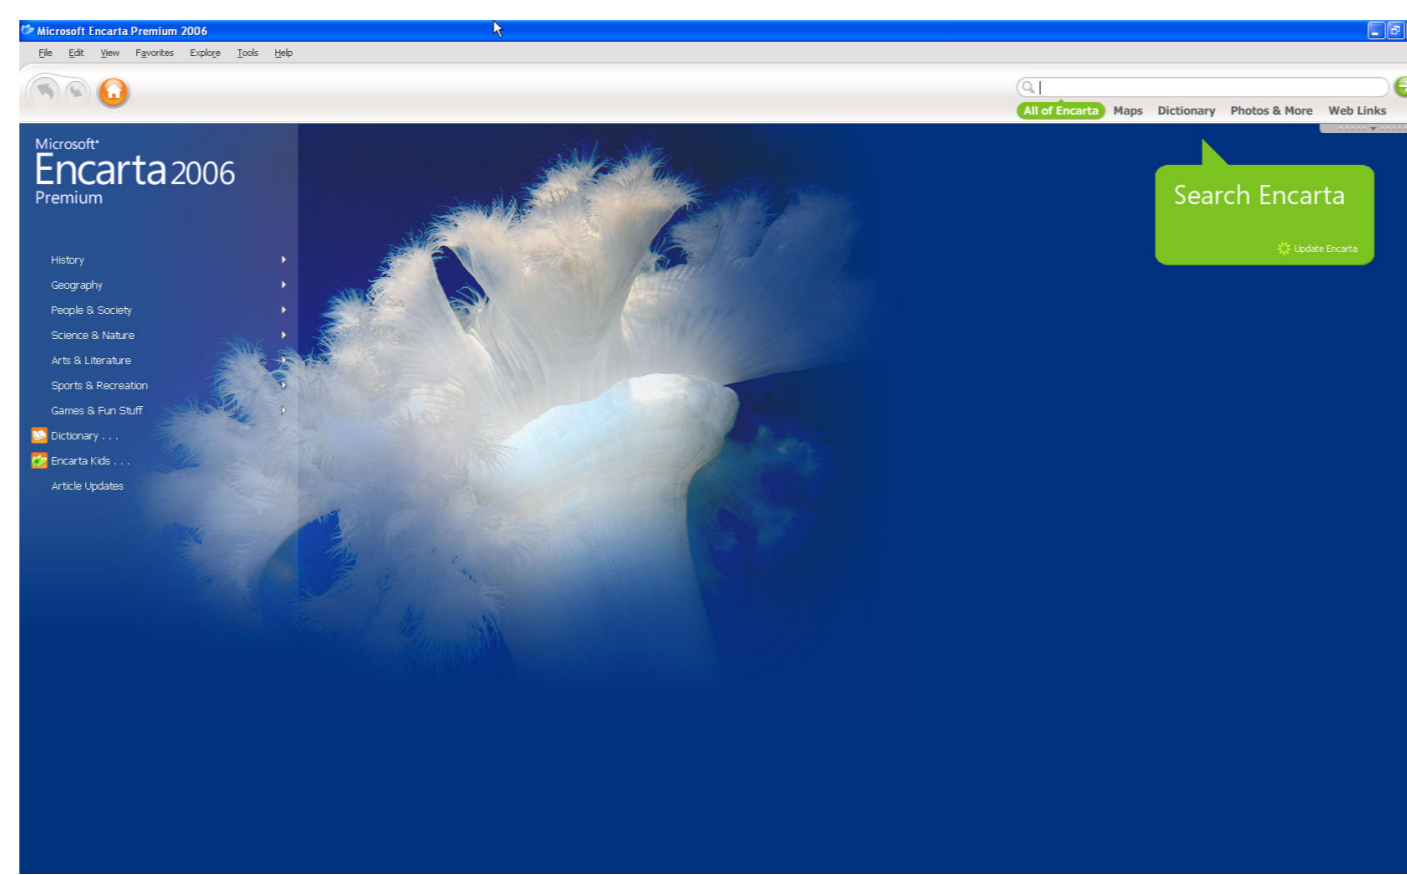 Microsoft Encarta Premium 2006
File Edit View Favorites Explore Tools Help
All of Encarta Maps Dictionary Photos & More Web Links
Microsoft
Encarta 2006
Premium
Search Encarta
Update Encarta
History
Geography
People & Society
Science & Nature
Arts & Literature
Sports & Recreation
Games & Fun Stuff
Dictionary . . .
Encarta Kids . . .
Article Updates